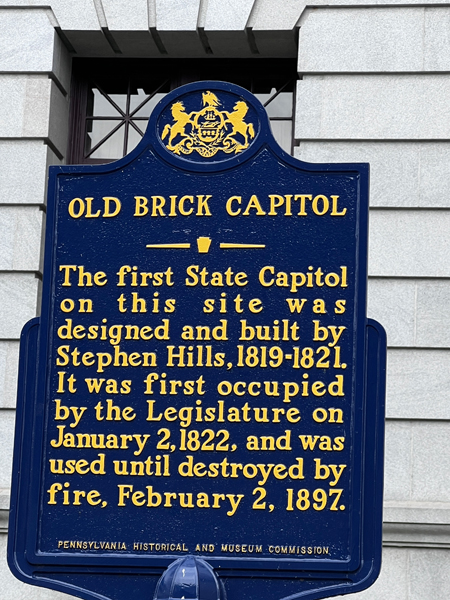 OLD BRICK CAPITOL
The first State Capitol
on this site was
designed and built by
Stephen Hills, 1819-1821.
It was first occupied
by the Legislature on
January 2, 1822, and was
used until destroyed by
fire, February 2, 1897.
PENNSYLVANIA HISTORICAL AND MUSEUM COMMISSION